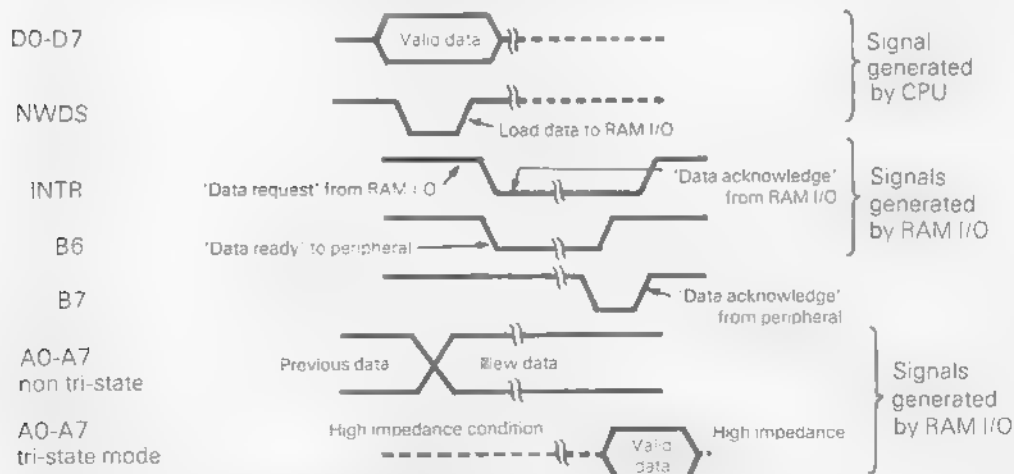 D0-D7
Valid data
Signal
generated
by CPU
NWDS
Load data to RAM I/O
INTR
'Data request' from RAM I/O
'Data acknowledge'
from RAM I/O
Signals
generated
by RAM I/O
B6
'Data ready' to peripheral
B7
'Data acknowledge'
from peripheral
A0-A7
non tri-state
Previous data
New data
Signals
generated
by RAM I/O
A0-A7
tri-state mode
High impedance condition
Valid
data
High impedance